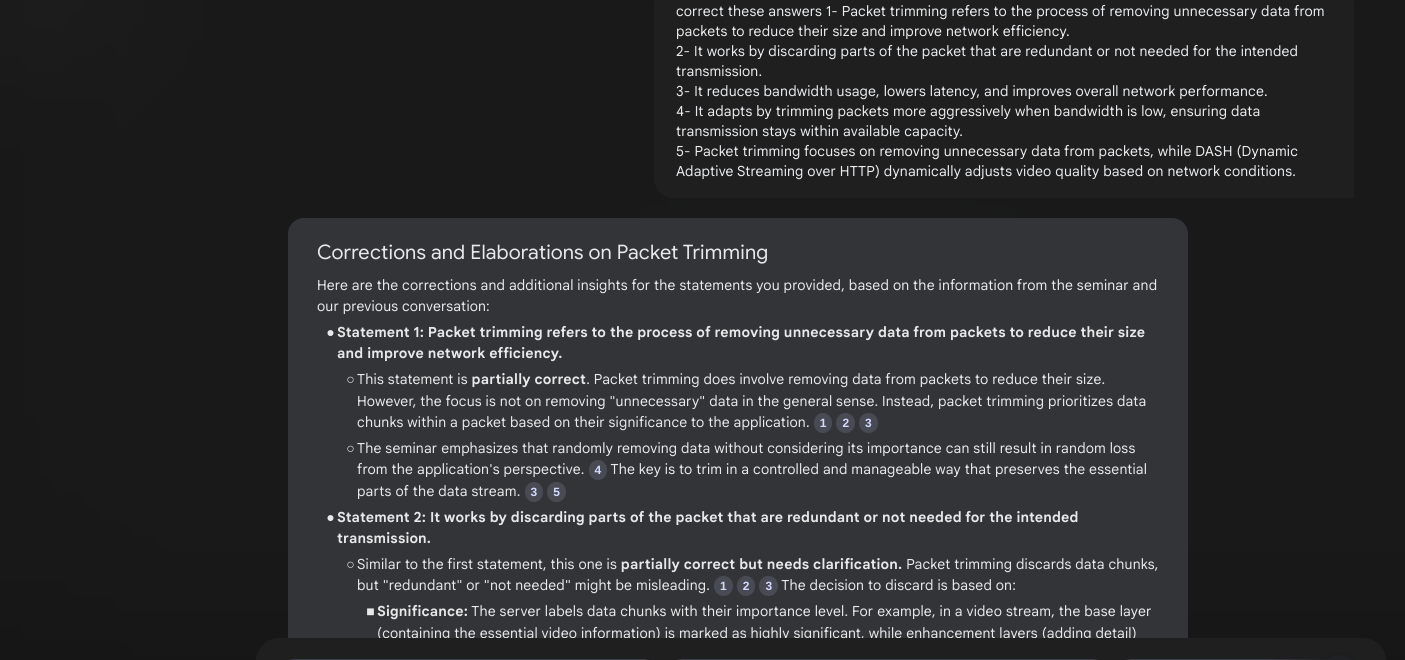 correct these answers 1- Packet trimming refers to the process of removing unnecessary data from
packets to reduce their size and improve network efficiency.
2- It works by discarding parts of the packet that are redundant or not needed for the intended
transmission.
3- It reduces bandwidth usage, lowers latency, and improves overall network performance.
4- It adapts by trimming packets more aggressively when bandwidth is low, ensuring data
transmission stays within available capacity.
5- Packet trimming focuses on removing unnecessary data from packets, while DASH (Dynamic
Adaptive Streaming over HTTP) dynamically adjusts video quality based on network conditions.
Corrections and Elaborations on Packet Trimming
Here are the corrections and additional insights for the statements you provided, based on the information from the seminar and
our previous conversation:
● Statement 1: Packet trimming refers to the process of removing unnecessary data from packets to reduce their size
and improve network efficiency.
○ This statement is partially correct. Packet trimming does involve removing data from packets to reduce their size.
However, the focus is not on removing "unnecessary" data in the general sense. Instead, packet trimming prioritizes data
chunks within a packet based on their significance to the application. 1 2 3
○ The seminar emphasizes that randomly removing data without considering its importance can still result in random loss
from the application's perspective. 4 The key is to trim in a controlled and manageable way that preserves the essential
parts of the data stream. 3 5
● Statement 2: It works by discarding parts of the packet that are redundant or not needed for the intended
transmission.
○ Similar to the first statement, this one is partially correct but needs clarification. Packet trimming discards data chunks,
but "redundant" or "not needed" might be misleading. 1 2 3 The decision to discard is based on:
■ Significance: The server labels data chunks with their importance level. For example, in a video stream, the base layer
(containing the essential video information) is marked as highly significant, while enhancement layers (adding detail)